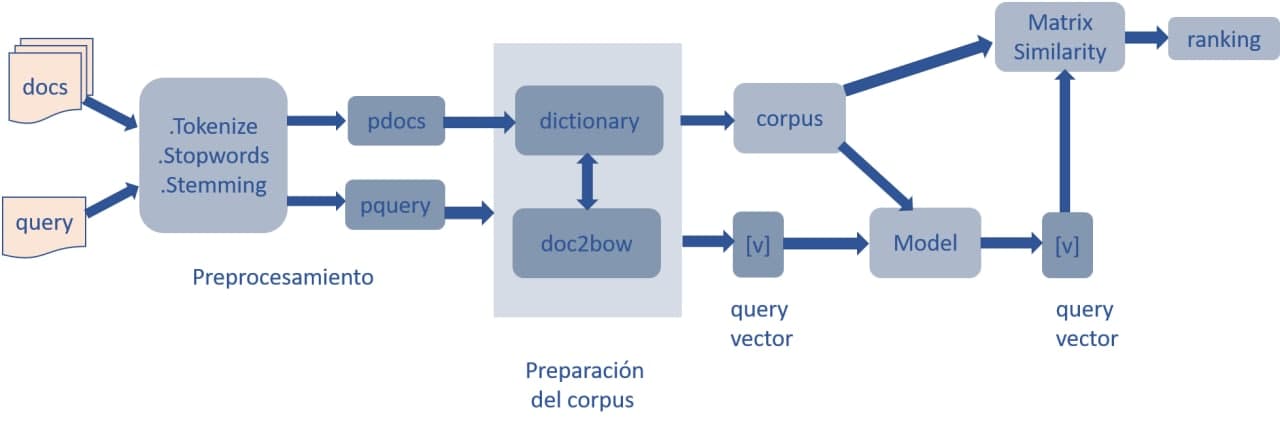 docs
query
.Tokenize
.Stopwords
.Stemming
Preprocesamiento
pdocs
pquery
dictionary
doc2bow
Preparación
del corpus
corpus
[v]
query
vector
Model
[v]
query
vector
Matrix
Similarity
ranking